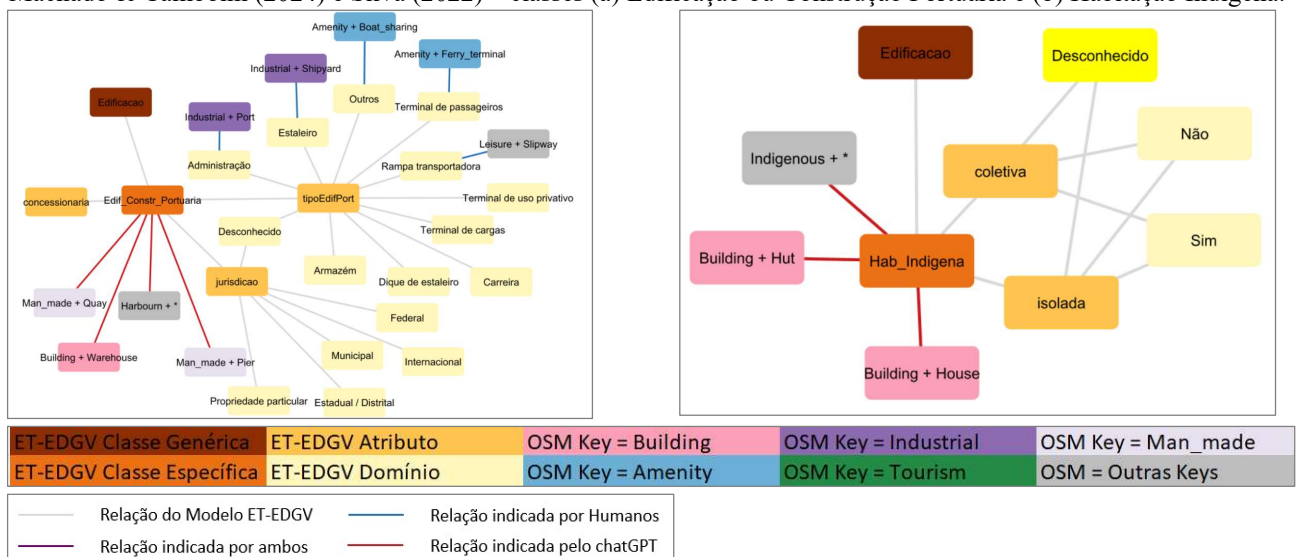 Machado & Camboim (2024) e Silva (2022) – classes (a) Edificação ou Construção Portuária e (b) Habitação Indígena.
Amenity + Boat_sharing
Amenity + Ferry_terminal
Industrial + Shipyard
Edificacao
Outros
Terminal de passageiros
Industrial + Port
Estaleiro
Leisure + Slipway
Administração
Rampa transportadora
concessionaria
Edif_Constr_Portuaria
tipoEdifPort
Terminal de uso privativo
Desconhecido
Terminal de cargas
Armazém
jurisdicao
Dique de estaleiro
Carreira
Man_made + Quay
Harbourn + *
Federal
Building + Warehouse
Man_made + Pier
Municipal
Internacional
Propriedade particular
Estadual / Distrital
Edificacao
Desconhecido
Não
Indigenous + *
coletiva
Building + Hut
Hab_Indigena
Sim
isolada
Building + House
ET-EDGV Classe Genérica
ET-EDGV Atributo
OSM Key = Building
OSM Key = Industrial
OSM Key = Man_made
ET-EDGV Classe Específica
ET-EDGV Domínio
OSM Key = Amenity
OSM Key = Tourism
OSM = Outras Keys
Relação do Modelo ET-EDGV
Relação indicada por Humanos
Relação indicada por ambos
Relação indicada pelo chatGPT